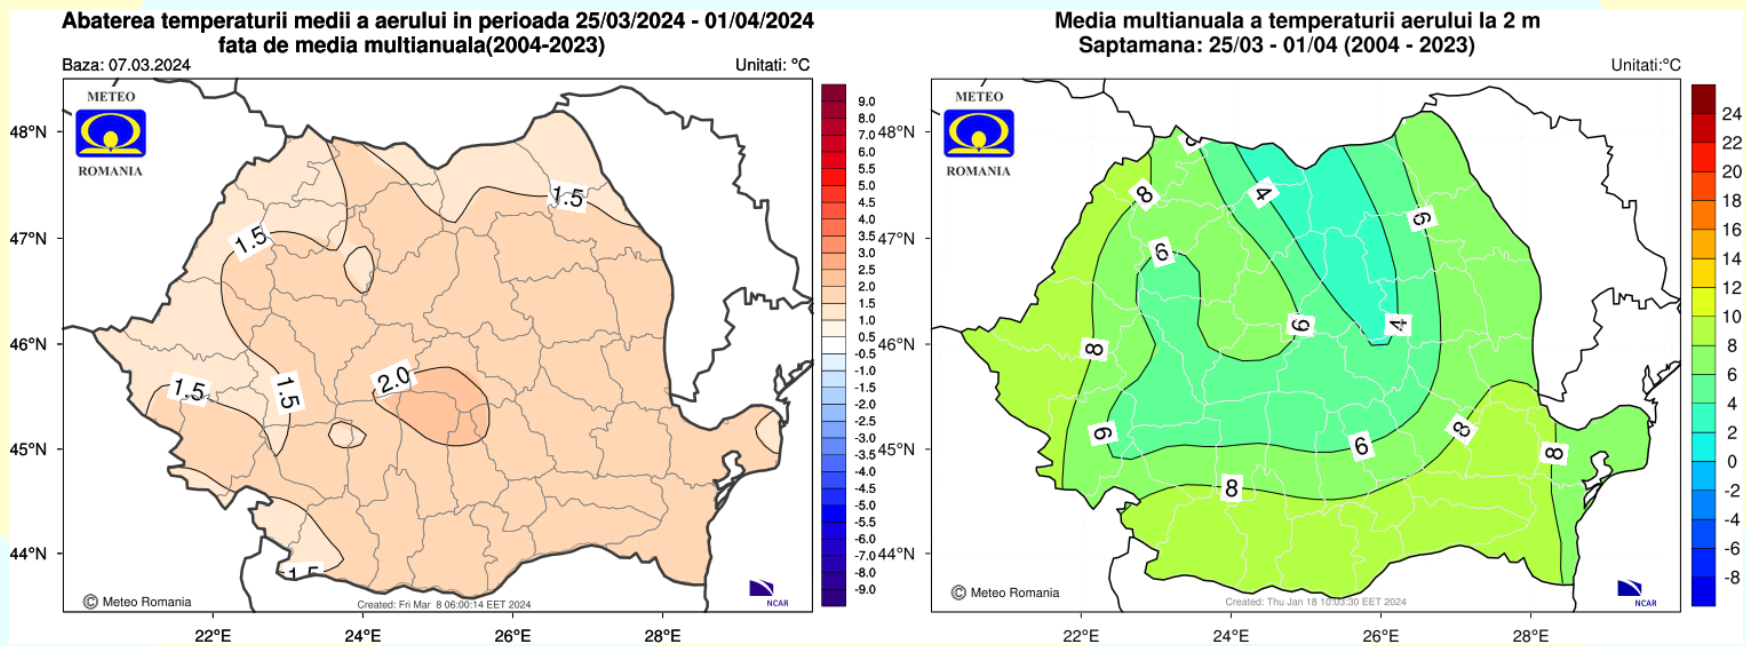 Abaterea temperaturii medii a aerului in perioada 25/03/2024 - 01/04/2024
fata de media multianuala(2004-2023)
Baza: 07.03.2024
Unitati: °C
METEO
ROMANIA
48°N
47°N
46°N
45°N
44°N
1.5
1.5
1.5
1.5
2.0
1.5
© Meteo Romania
Created: Fri Mar 8 06:00:14 EET 2024
NCAR
22°E
24°E
26°E
28°E
9.0
8.0
7.0
6.0
5.5
5.0
4.5
4.0
3.5
3.0
2.5
2.0
1.5
1.0
0.5
-0.5
-1.0
-1.5
-2.0
-2.5
-3.0
-3.5
-4.0
-4.5
-5.0
-5.5
-6.0
-7.0
-8.0
-9.0
Media multianuala a temperaturii aerului la 2 m
Saptamana: 25/03 - 01/04 (2004 - 2023)
Unitati:°C
METEO
ROMANIA
48°N
47°N
46°N
45°N
44°N
8
4
6
6
6
4
8
6
6
8
8
8
© Meteo Romania
Created: Thu Jan 18 10:03:30 EET 2024
NCAR
22°E
24°E
26°E
28°E
24
22
20
18
16
14
12
10
8
6
4
2
0
-2
-4
-6
-8